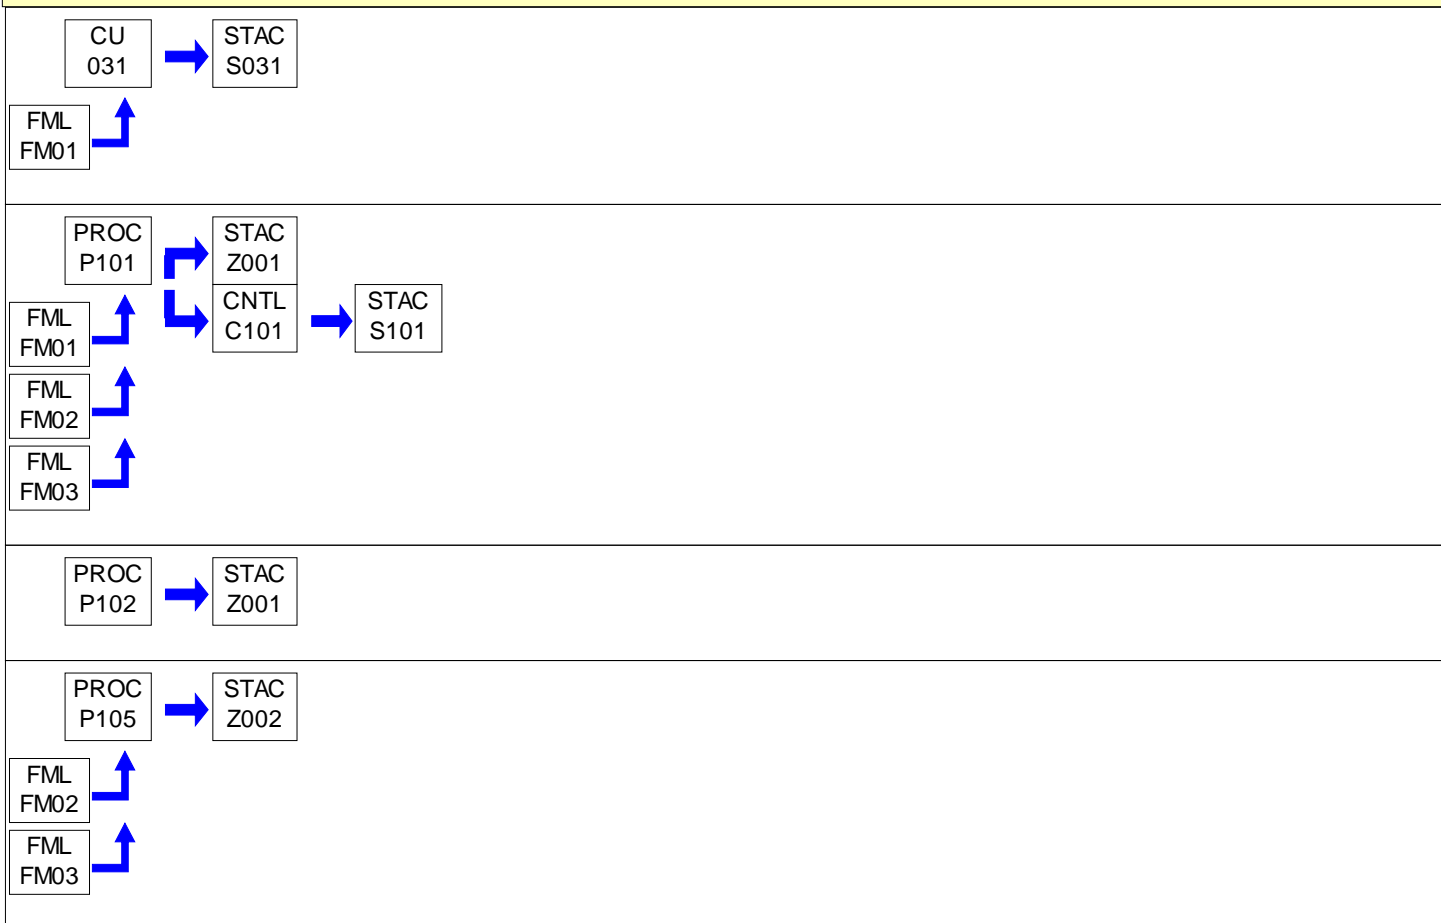 CU
031
STAC
S031
FML
FM01
PROC
P101
STAC
Z001
CNTL
C101
STAC
S101
FML
FM01
FML
FM02
FML
FM03
PROC
P102
STAC
Z001
PROC
P105
STAC
Z002
FML
FM02
FML
FM03